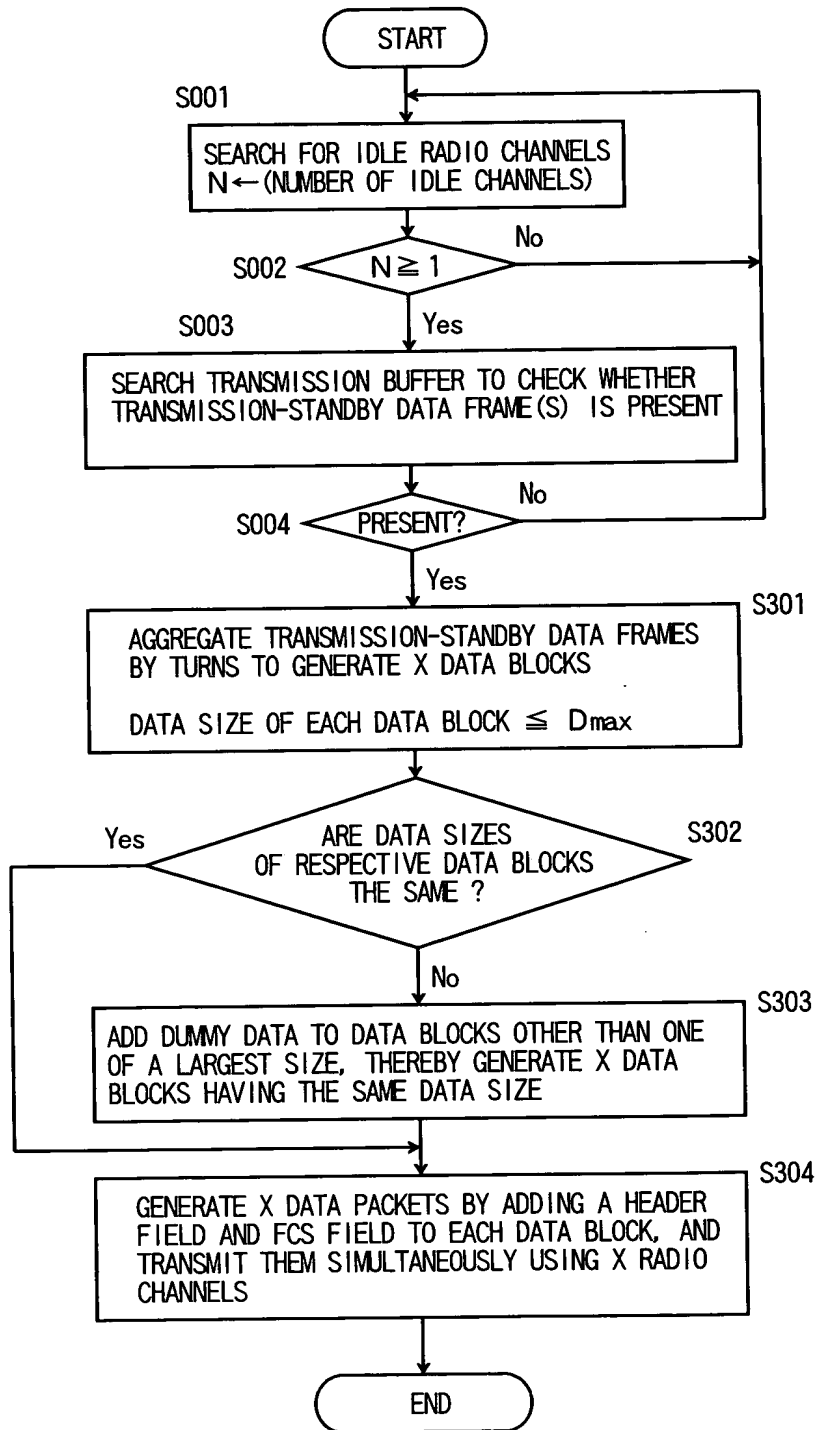 START
S001
SEARCH FOR IDLE RADIO CHANNELS
N←(NUMBER OF IDLE CHANNELS)
No
S002
N≧1
Yes
S003
SEARCH TRANSMISSION BUFFER TO CHECK WHETHER
TRANSMISSION-STANDBY DATA FRAME(S) IS PRESENT
No
S004
PRESENT?
Yes
S301
AGGREGATE TRANSMISSION-STANDBY DATA FRAMES
BY TURNS TO GENERATE X DATA BLOCKS
DATA SIZE OF EACH DATA BLOCK ≦ Dmax
Yes
S302
ARE DATA SIZES
OF RESPECTIVE DATA BLOCKS
THE SAME ?
No
S303
ADD DUMMY DATA TO DATA BLOCKS OTHER THAN ONE
OF A LARGEST SIZE, THEREBY GENERATE X DATA
BLOCKS HAVING THE SAME DATA SIZE
S304
GENERATE X DATA PACKETS BY ADDING A HEADER
FIELD AND FCS FIELD TO EACH DATA BLOCK, AND
TRANSMIT THEM SIMULTANEOUSLY USING X RADIO
CHANNELS
END